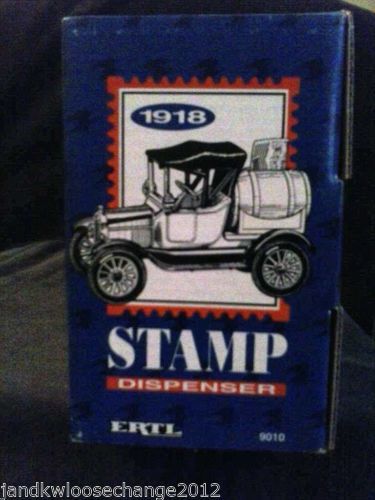 1918
STAMP
DISPENSER
ERTL
9010
jandkwloosechange2012